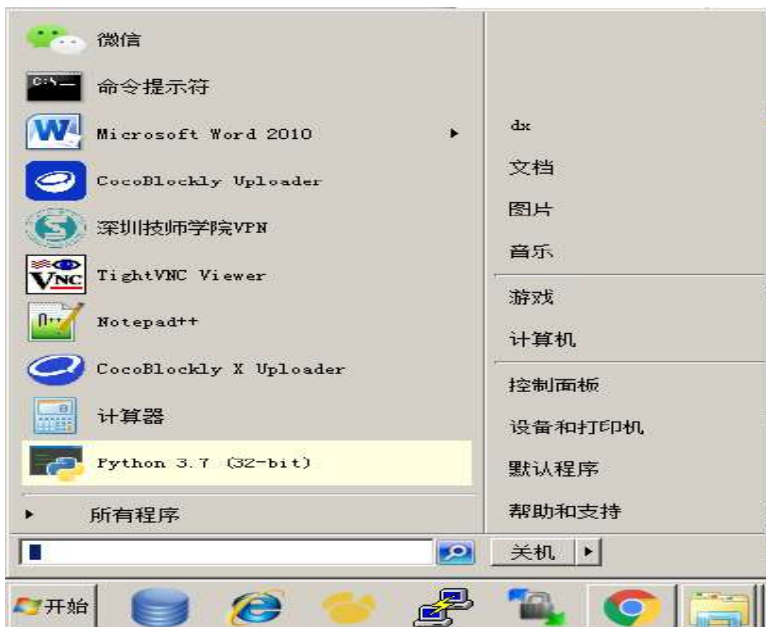 微信
命令提示符
Microsoft Word 2010
CocoBlockly Uploader
深圳技师学院VPN
TightVNC Viewer
Notepad++
CocoBlockly X Uploader
计算器
Python 3.7 (32-bit)
所有程序
dx
文档
图片
音乐
游戏
计算机
控制面板
设备和打印机
默认程序
帮助和支持
关机
开始